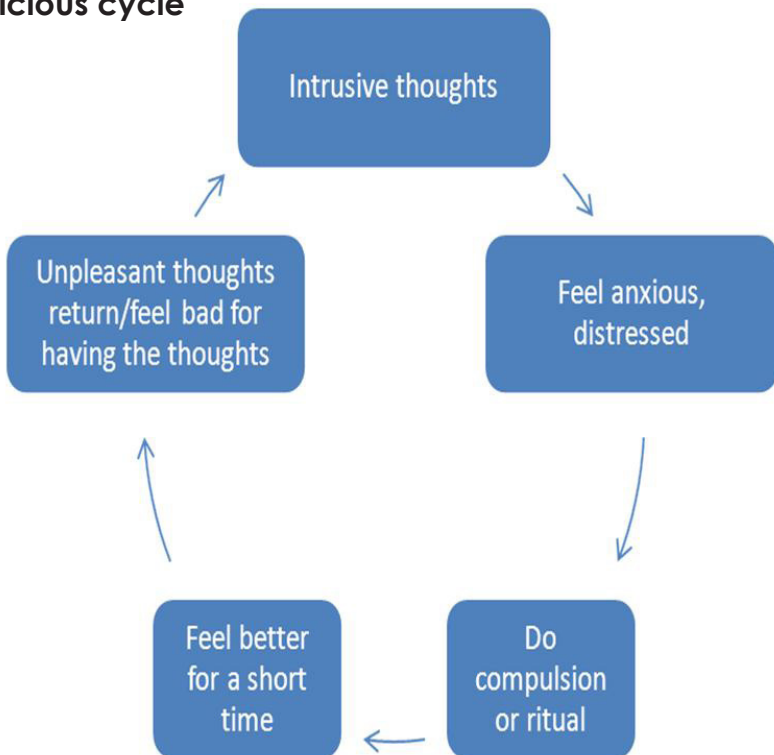 cycle
Intrusive thoughts
Feel anxious,
distressed
Do
compulsion
or ritual
Feel better
for a short
time
Unpleasant thoughts
return/feel bad for
having the thoughts